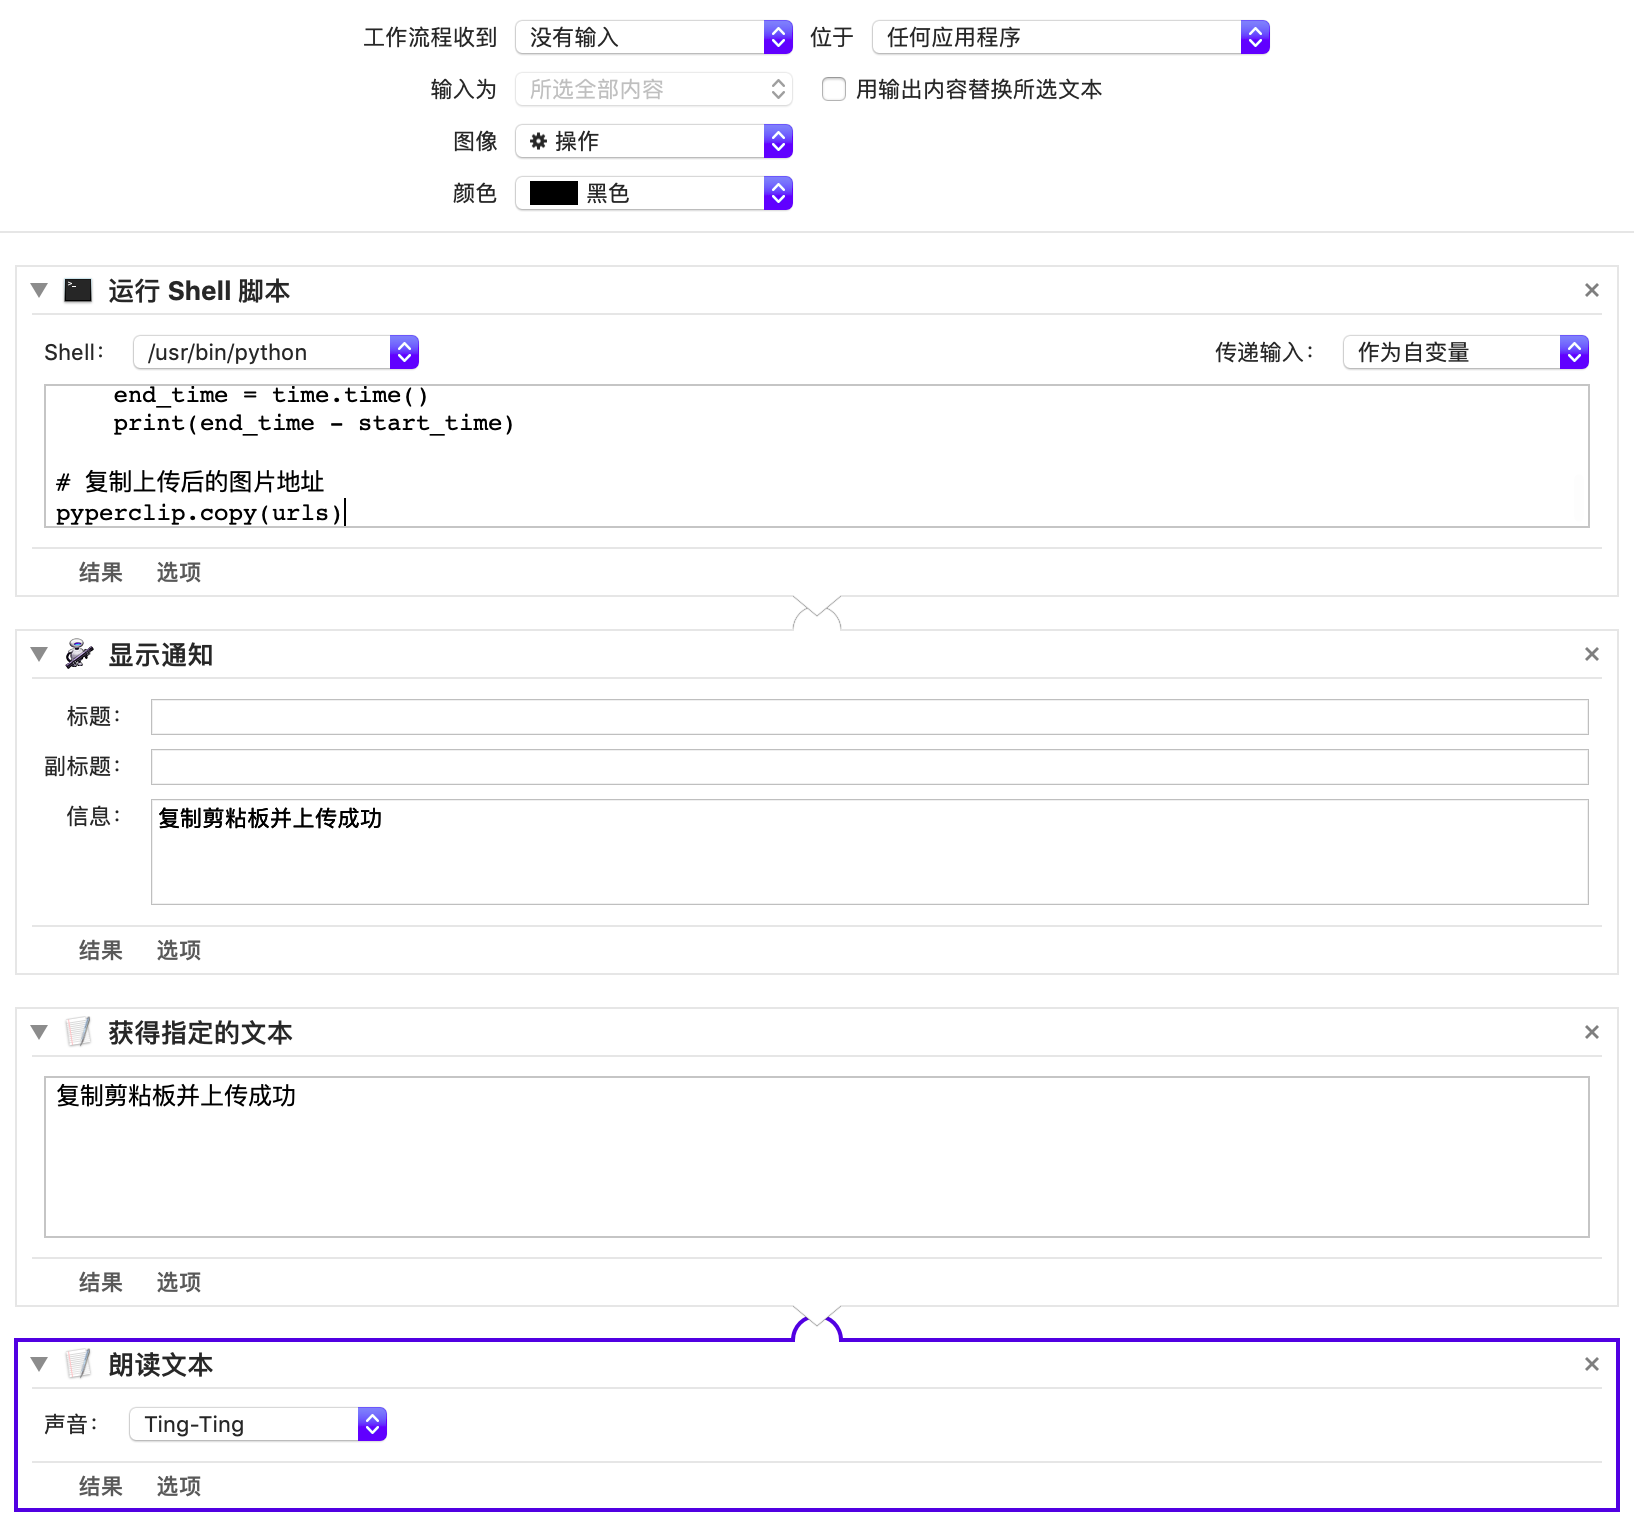 工作流程收到 没有输入 位于 任何应用程序
输入为 所选全部内容 用输出内容替换所选文本
图像 操作
颜色 黑色
运行 Shell 脚本
Shell: /usr/bin/python 传递输入: 作为自变量
end_time = time.time()
print(end_time - start_time)
# 复制上传后的图片地址
pyperclip.copy(urls)
结果 选项
显示通知
标题:
副标题:
信息: 复制剪粘板并上传成功
结果 选项
获得指定的文本
复制剪粘板并上传成功
结果 选项
朗读文本
声音: Ting-Ting
结果 选项